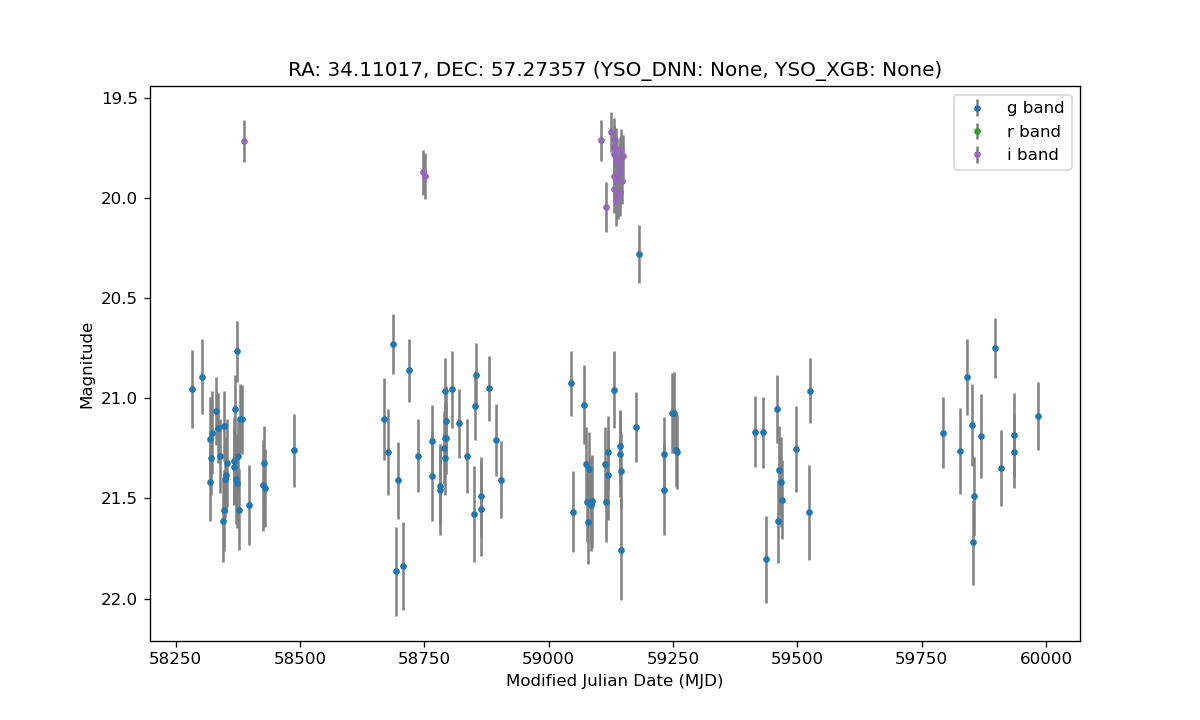 RA: 34.11017, DEC: 57.27357 (YSO_DNN: None, YSO_XGB: None)
19.5
20.0
20.5
21.0
21.5
22.0
Magnitude
g band
r band
i band
58250 58500 58750 59000 59250 59500 59750 60000
Modified Julian Date (MJD)